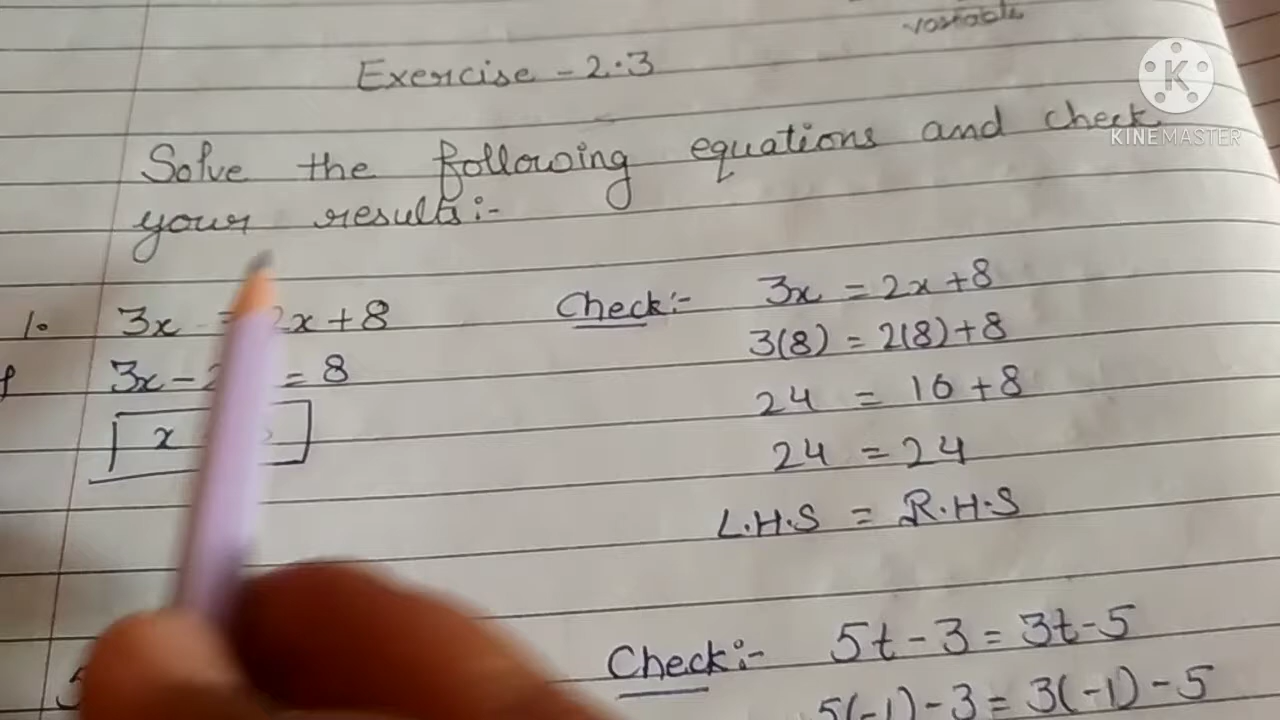 variable
Exercise - 2.3
KINEMASTER
Solve the following equations and check
your results:-
1. 3x = 2x + 8
3x - 2 = 8
x
Check:- 3x = 2x + 8
3(8) = 2(8) + 8
24 = 16 + 8
24 = 24
L.H.S = R.H.S
Check:- 5t - 3 = 3t - 5
5(-1) - 3 = 3(-1) - 5